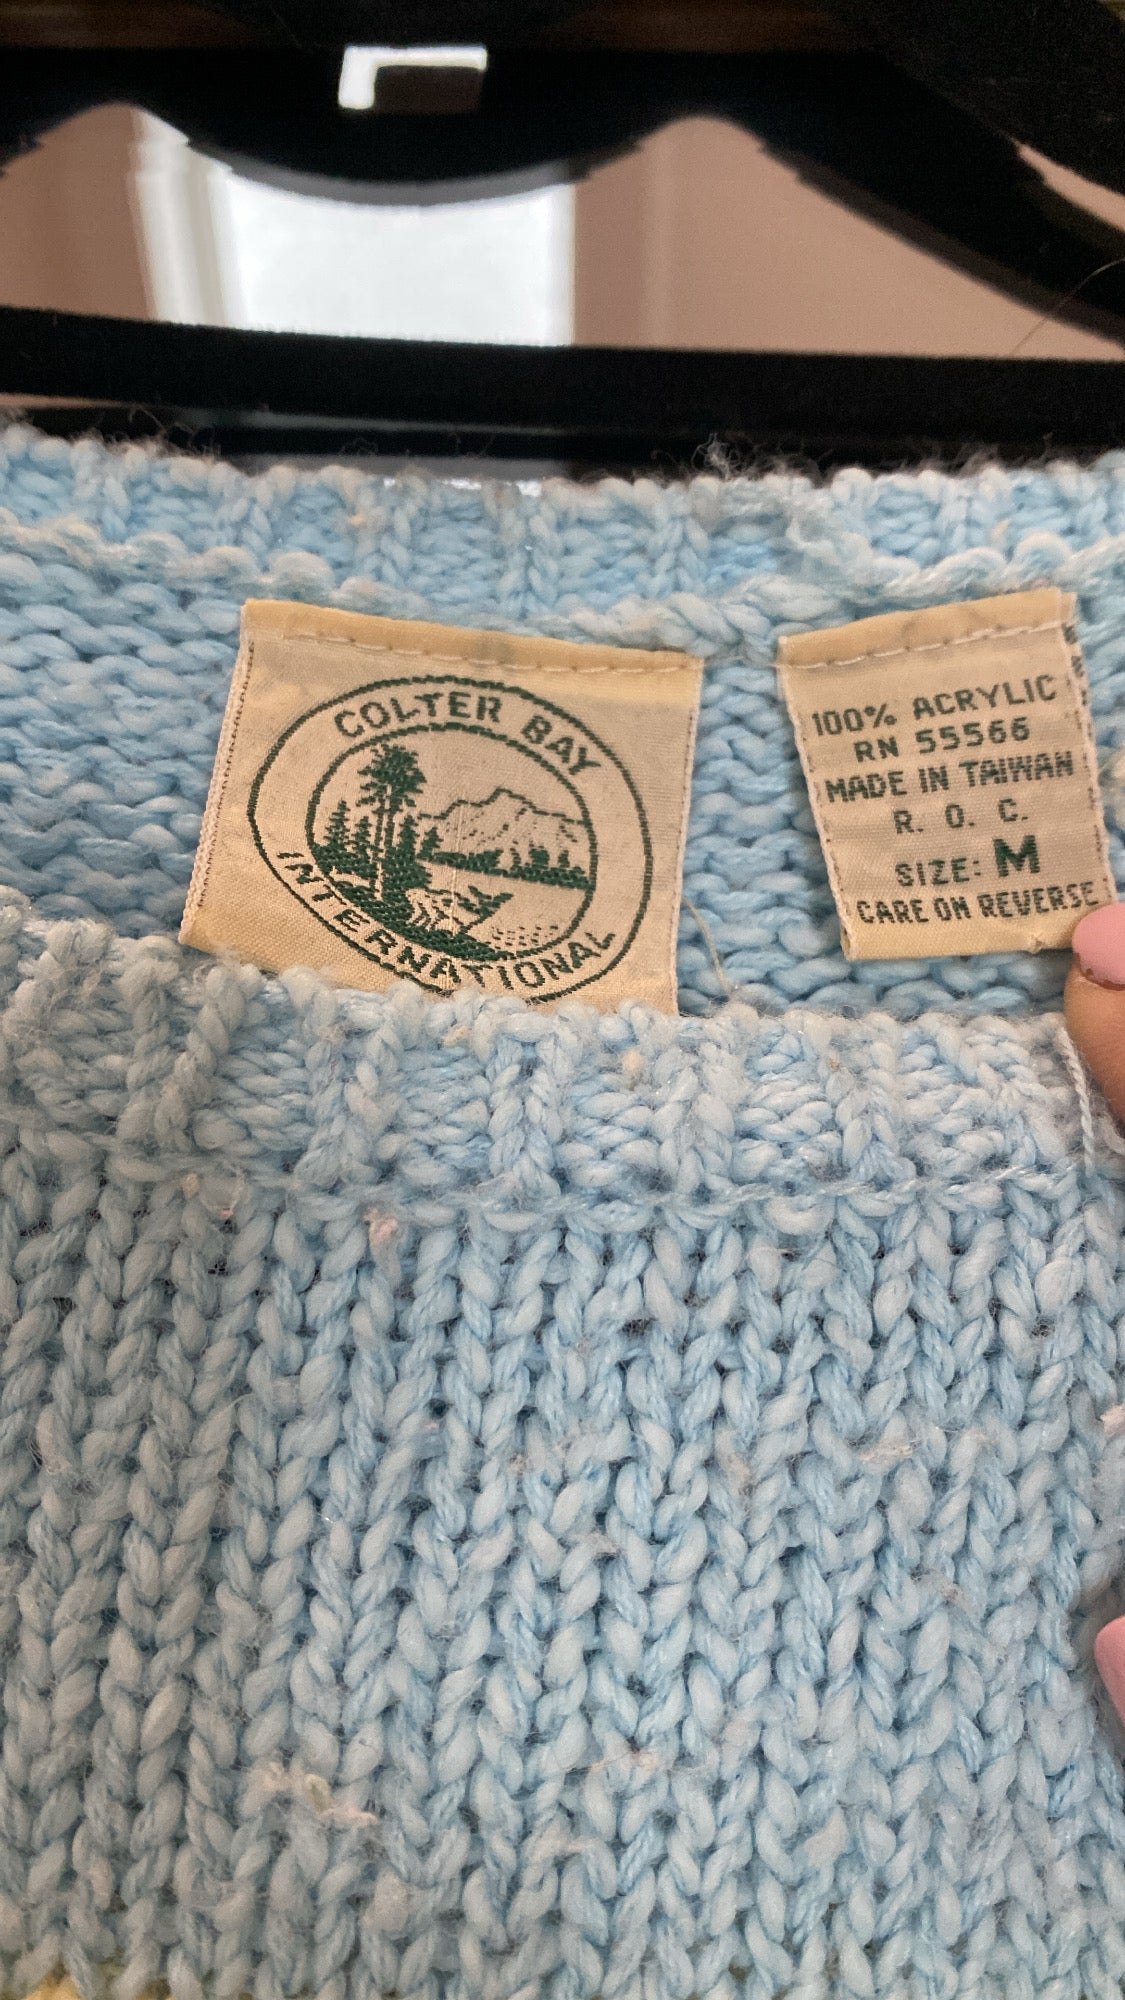 COLTER BAY
INTERNATIONAL
100% ACRYLIC
RN 55566
MADE IN TAIWAN
R. O. C.
SIZE: M
CARE ON REVERSE